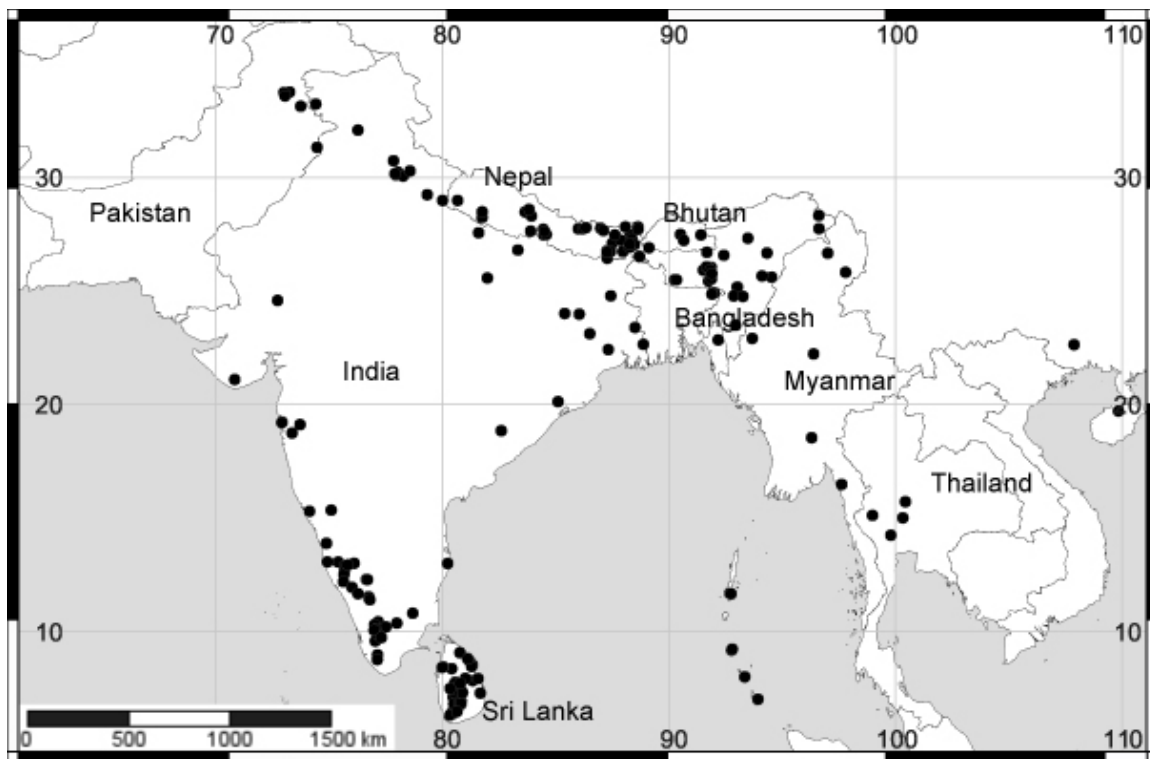 70 80 90 100 110
30 Nepal 30
Pakistan Bhutan
Bangladesh
India Myanmar
20 20
Thailand
10 10
Sri Lanka
0 500 1000 1500 km
80 90 100 110